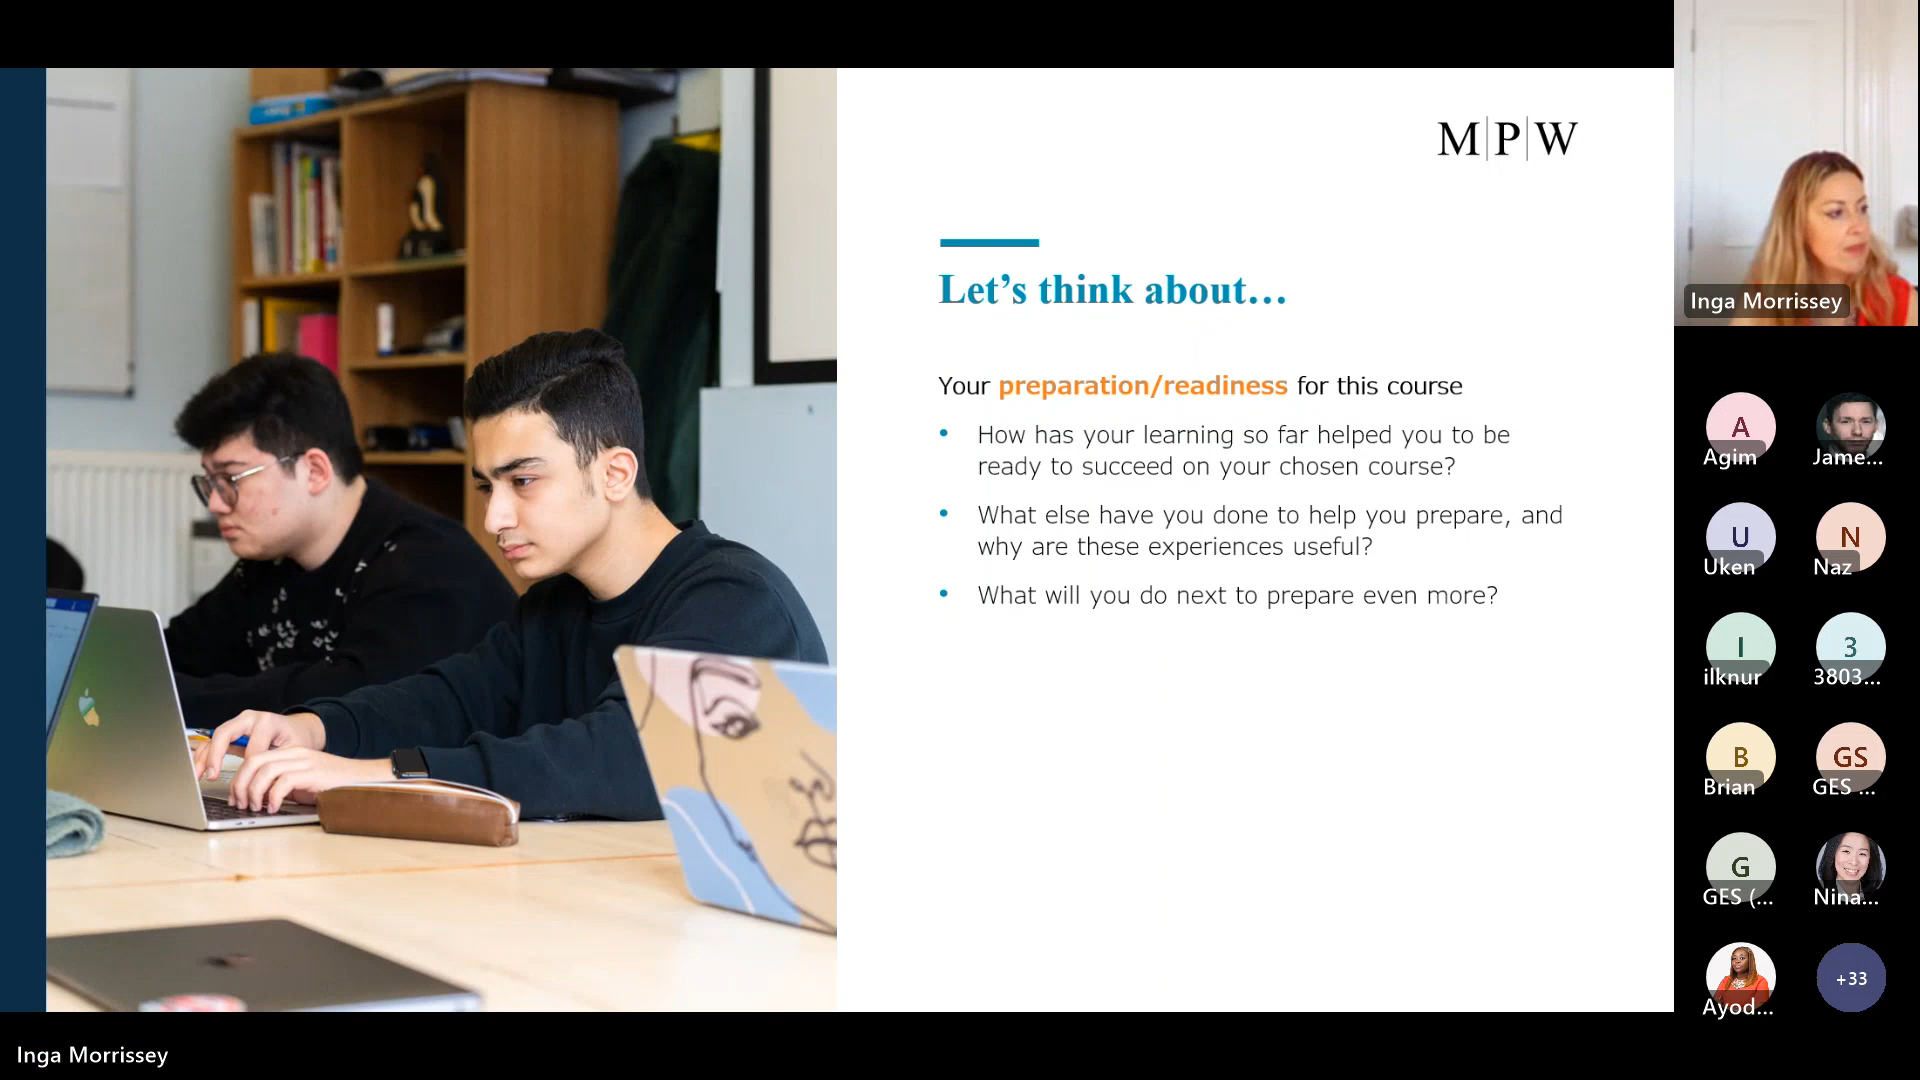 M|P|W
Let’s think about…
Your preparation/readiness for this course
• How has your learning so far helped you to be
ready to succeed on your chosen course?
• What else have you done to help you prepare, and
why are these experiences useful?
• What will you do next to prepare even more?
Inga Morrissey
A
Agim
Jame...
U
Uken
N
Naz
I
ilknur
3
3803...
B
Brian
GS
GES ...
G
GES (...
Nina...
Ayod...
+33
Inga Morrissey